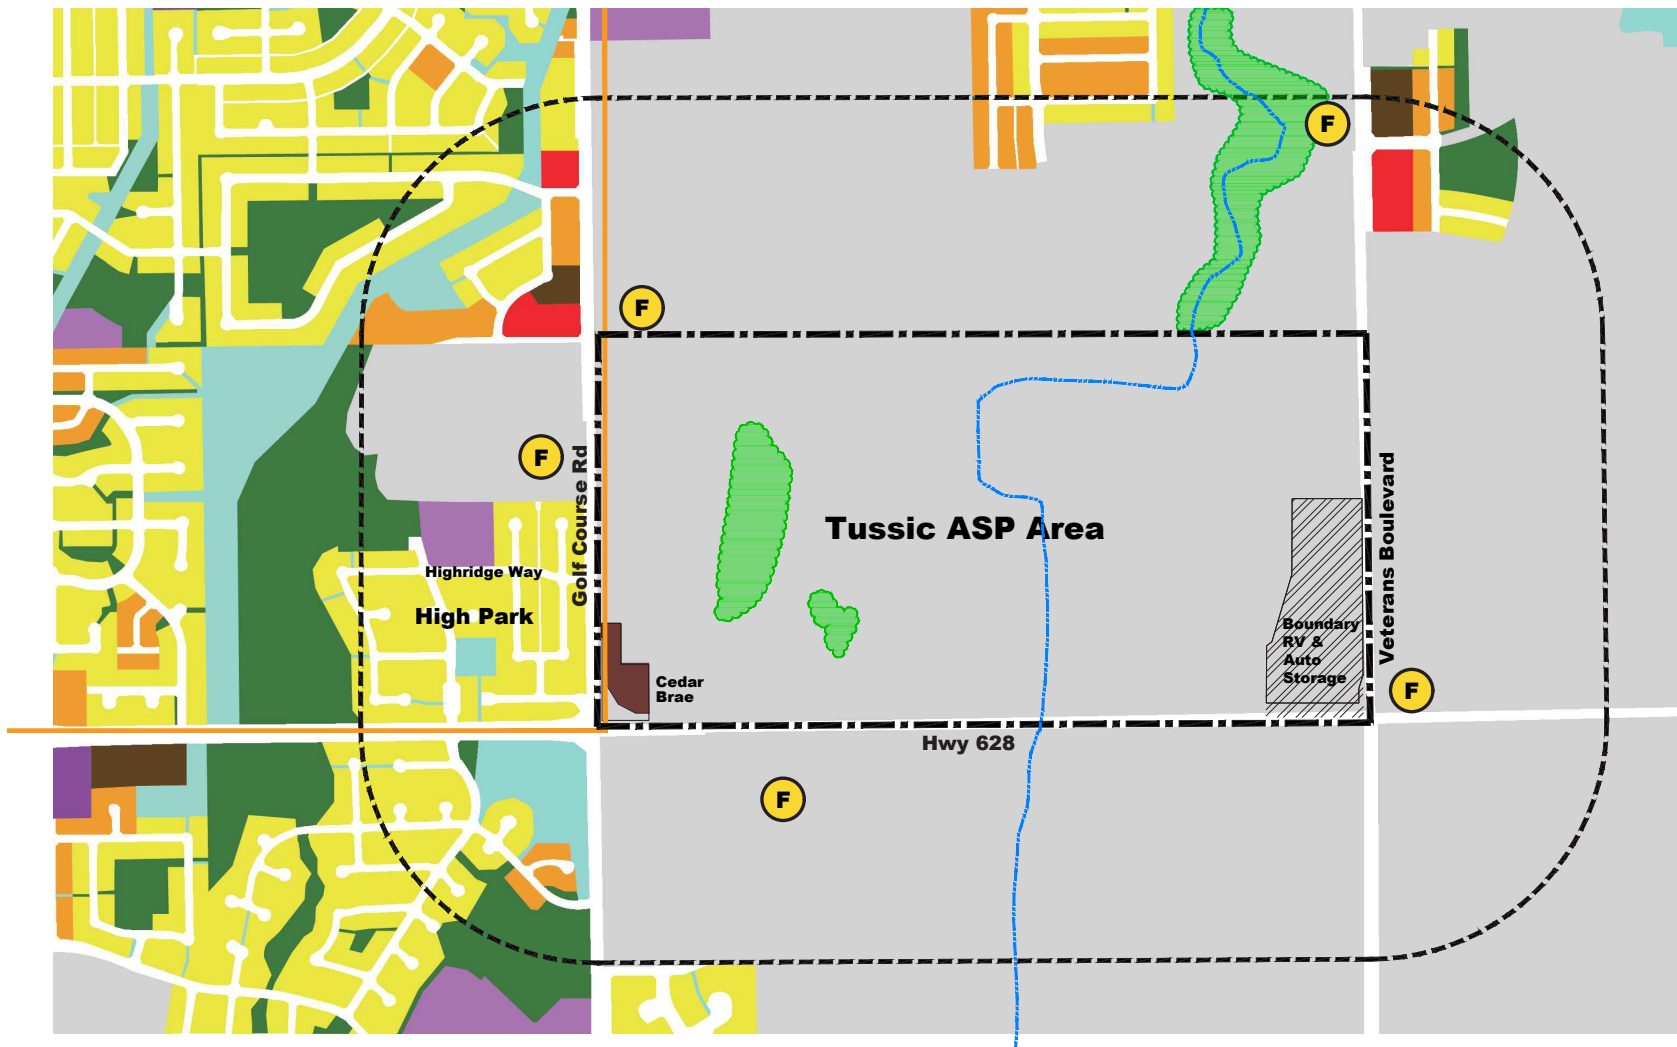 F
F
F
Golf Course Rd
Tussic ASP Area
Veterans Boulevard
Highridge Way
High Park
Boundary
RV &
Auto
Storage
Cedar
Brae
F
Hwy 628
F